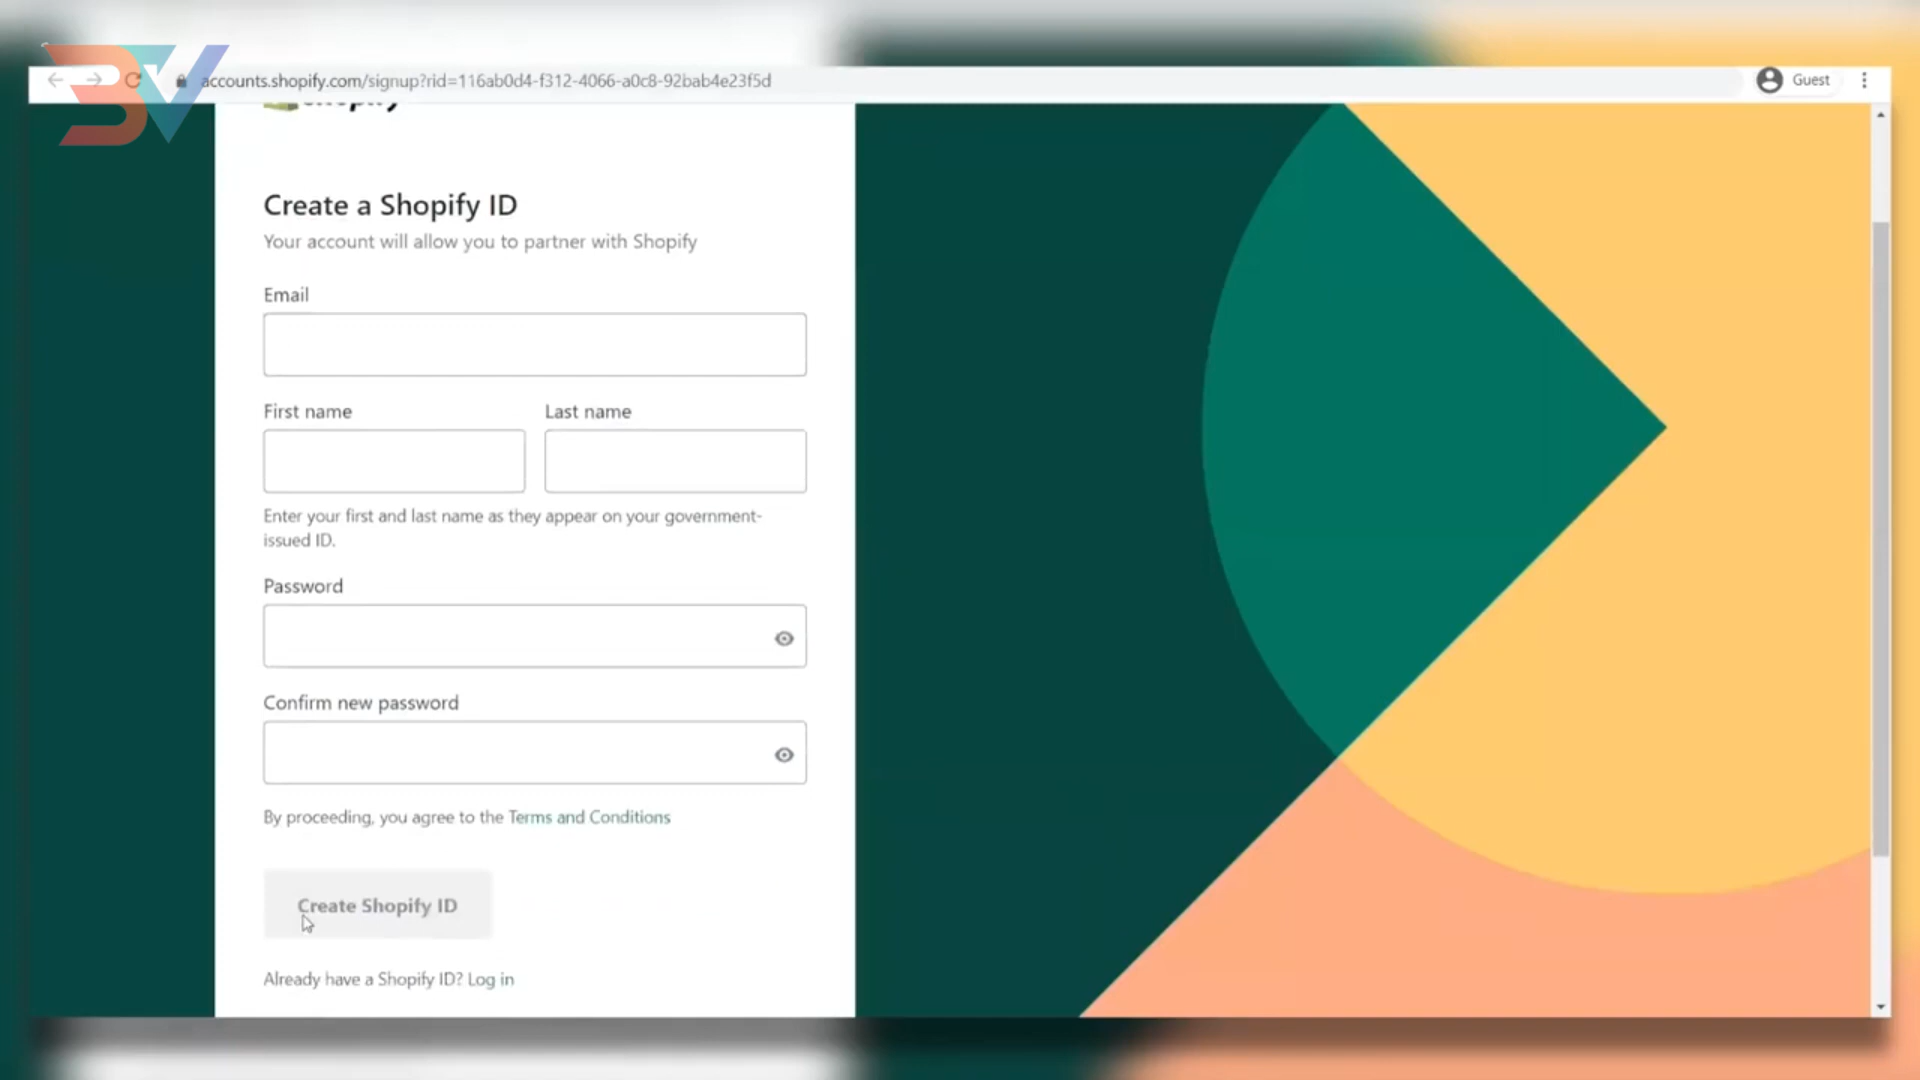 accounts.shopify.com/signup?rid=116ab0d4-f312-4066-a0c8-92bab4e23f5d
Guest
shopify
Create a Shopify ID
Your account will allow you to partner with Shopify
Email
First name Last name
Enter your first and last name as they appear on your government-
issued ID.
Password
Confirm new password
By proceeding, you agree to the Terms and Conditions
Create Shopify ID
Already have a Shopify ID? Log in